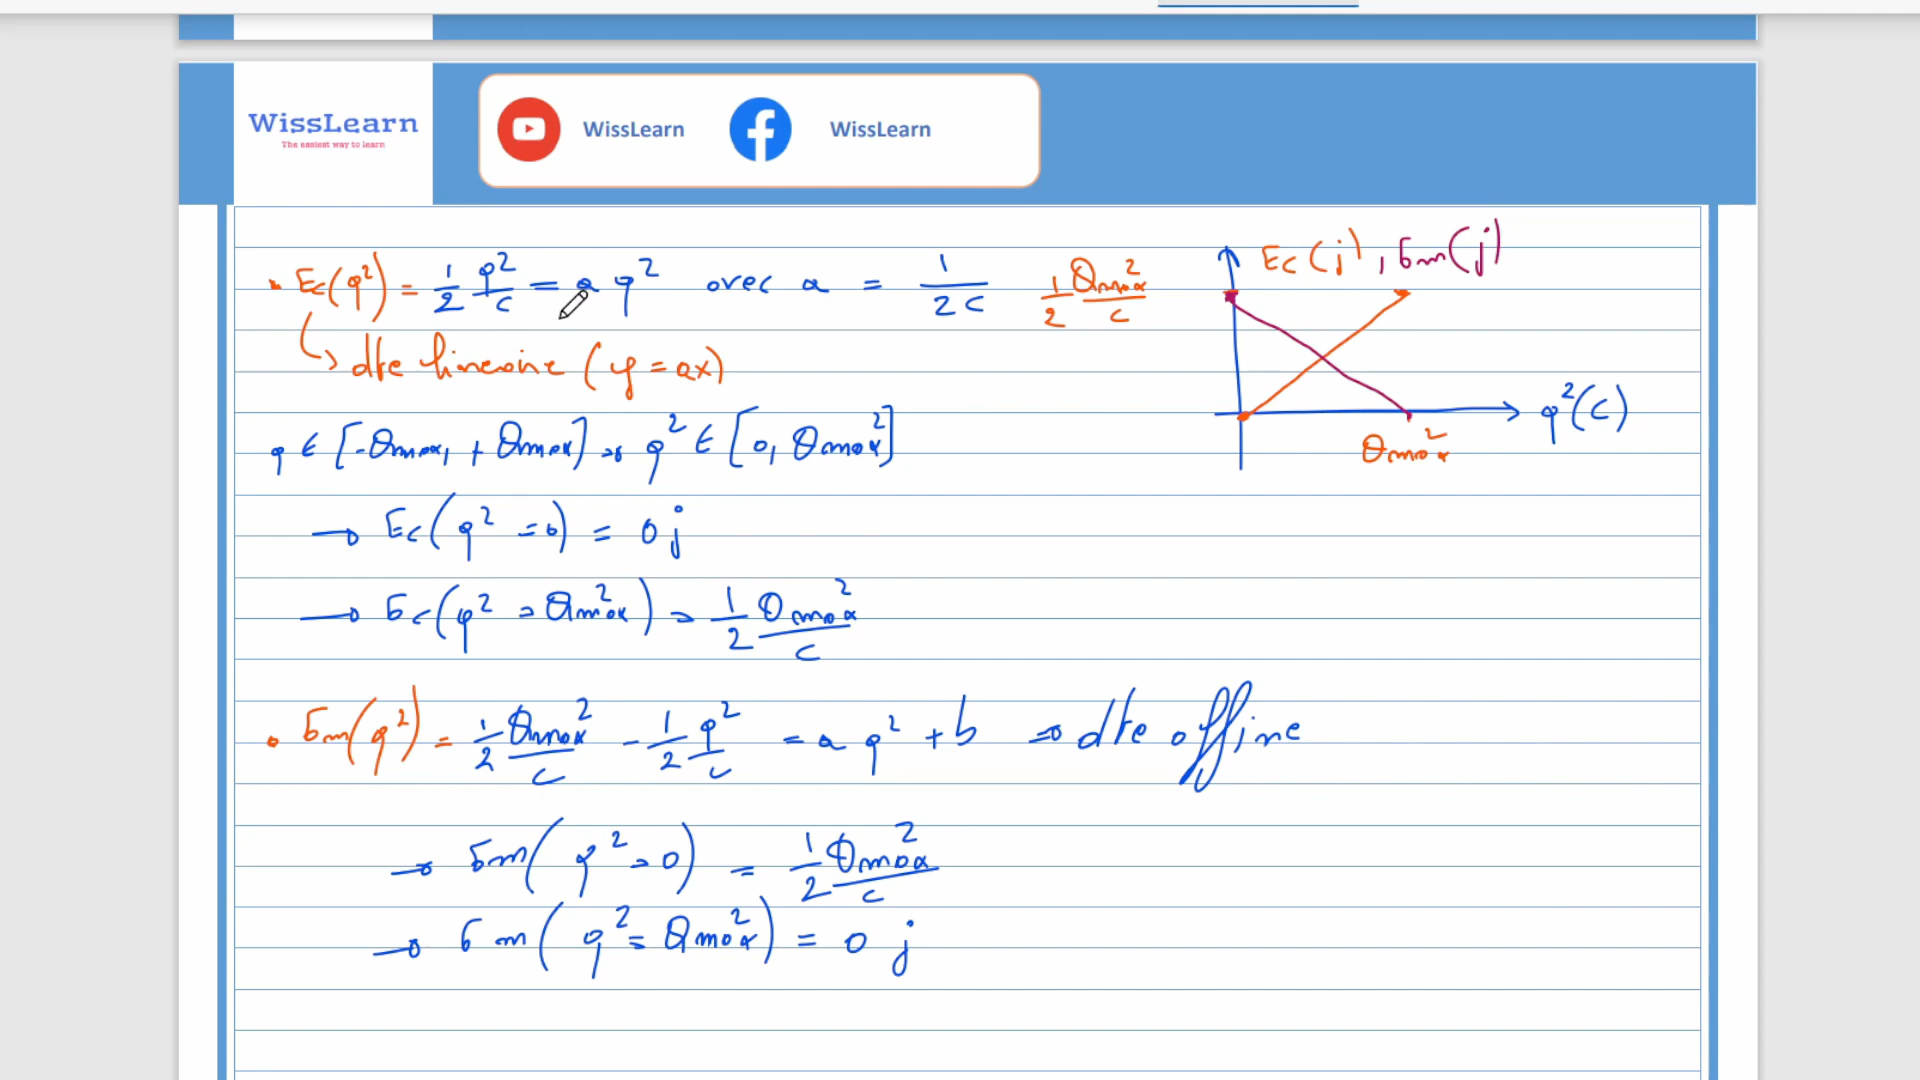 WissLearn
The easiest way to learn
WissLearn WissLearn
• Ec(q²) = 1/2 q²/c = a q² avec a = 1/2c
↳ dte lineaire (y = ax)
q ∈ [-Qmax, + Qmax] ⇒ q² ∈ [0, Qmax²]
→ Ec(q² = 0) = 0 j
→ Ec(q² = Qmax²) = 1/2 Qmax²/c
• Em(q²) = 1/2 Qmax²/c - 1/2 q²/c = a q² + b ⇒ dte affine
→ Em(q² = 0) = 1/2 Qmax²/c
→ Em(q² = Qmax²) = 0 j
Ec(j), Em(j)
1/2 Qmax²/c
q²(C)
Qmax²